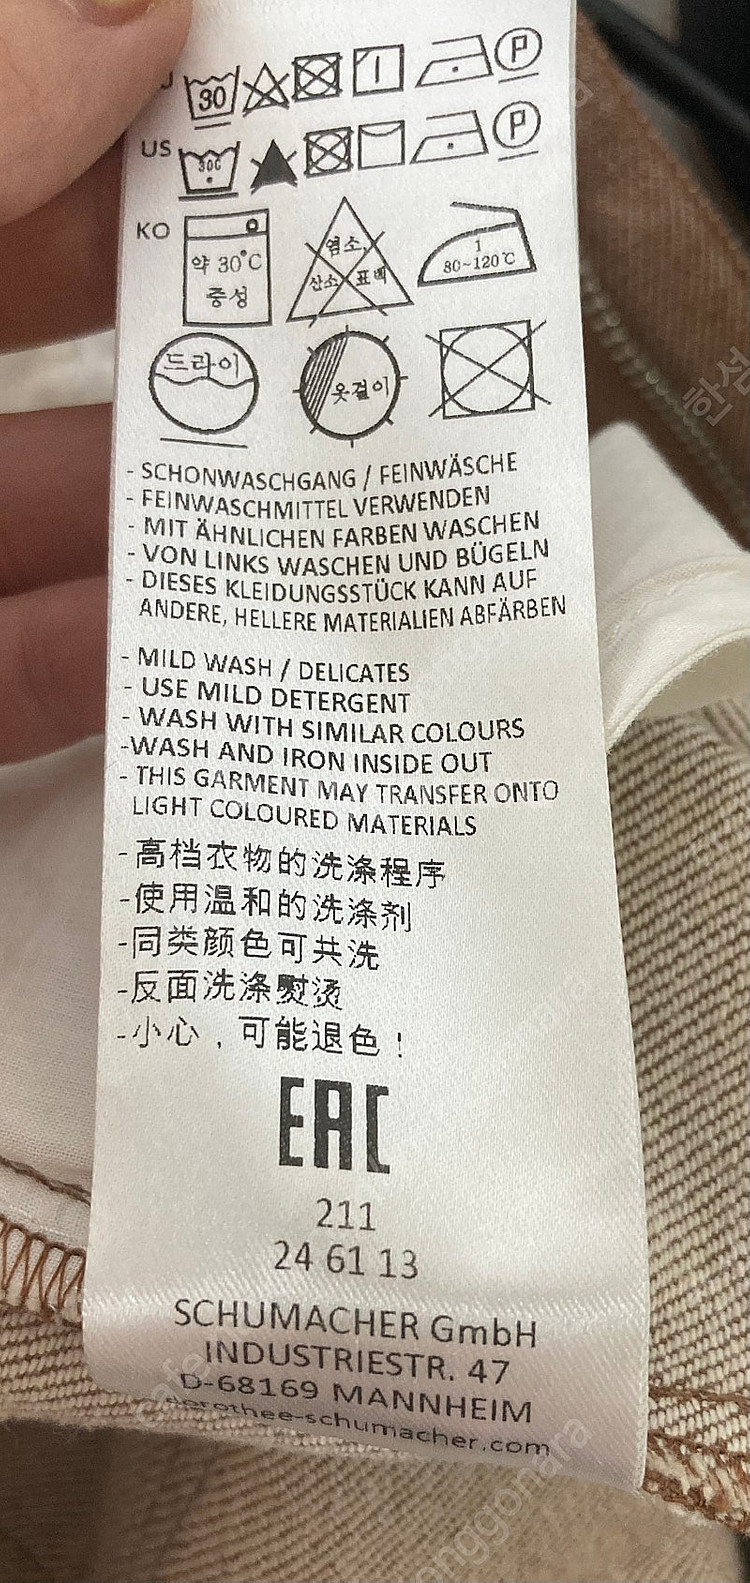 30
P
US
30C
P
KO
약 30℃
중성
염소,
산소
표백
1
80~120℃
드라이
옷걸이
- SCHONWASCHGANG / FEINWÄSCHE
- FEINWASCHMITTEL VERWENDEN
- MIT ÄHNLICHEN FARBEN WASCHEN
- VON LINKS WASCHEN UND BÜGELN
- DIESES KLEIDUNGSSTÜCK KANN AUF
ANDERE, HELLERE MATERIALIEN ABFÄRBEN
- MILD WASH / DELICATES
- USE MILD DETERGENT
- WASH WITH SIMILAR COLOURS
-WASH AND IRON INSIDE OUT
- THIS GARMENT MAY TRANSFER ONTO
LIGHT COLOURED MATERIALS
-高档衣物的洗涤程序
-使用温和的洗涤剂
-同类颜色可共洗
-反面洗涤熨烫
-小心，可能退色！
EAC
211
24 61 13
SCHUMACHER GmbH
INDUSTRIESTR. 47
D-68169 MANNHEIM
dorothee-schumacher.com